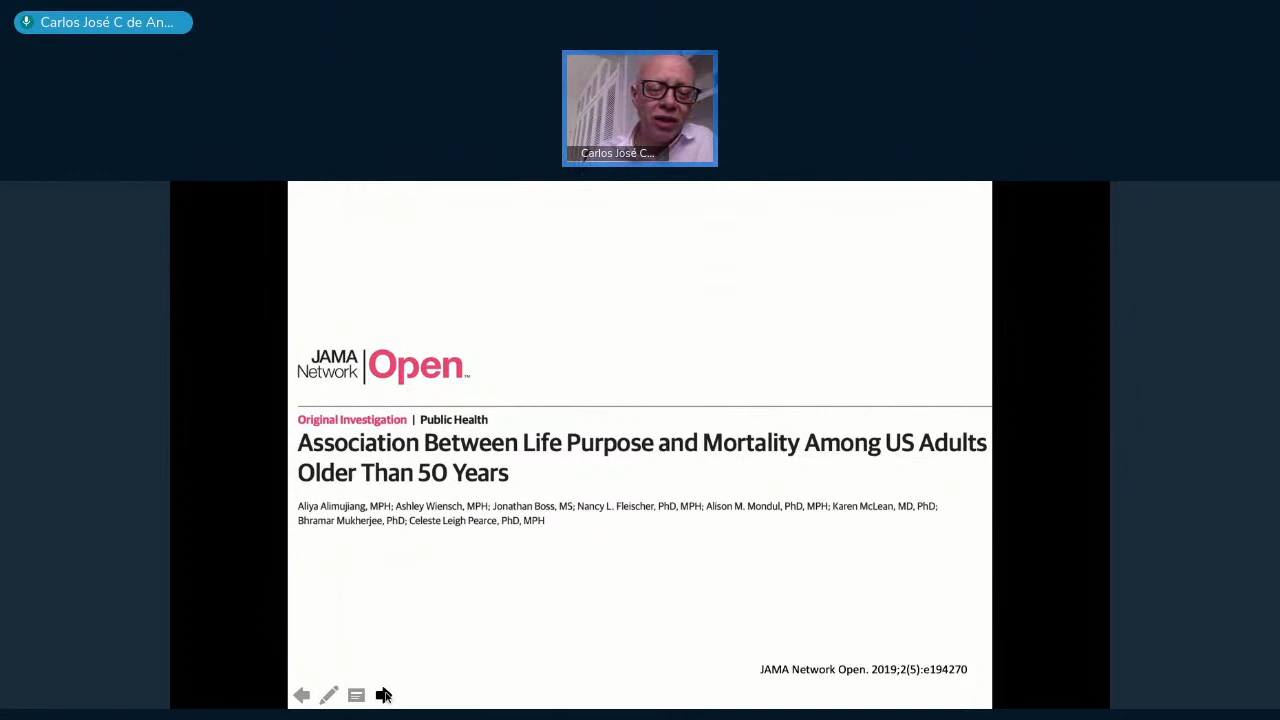 Carlos José C de An...
Carlos José C...
JAMA
Network
Open™
Original Investigation | Public Health
Association Between Life Purpose and Mortality Among US Adults
Older Than 50 Years
Aliya Alimujiang, MPH; Ashley Wiensch, MPH; Jonathan Boss, MS; Nancy L. Fleischer, PhD, MPH; Alison M. Mondul, PhD, MPH; Karen McLean, MD, PhD;
Bhramar Mukherjee, PhD; Celeste Leigh Pearce, PhD, MPH
JAMA Network Open. 2019;2(5):e194270